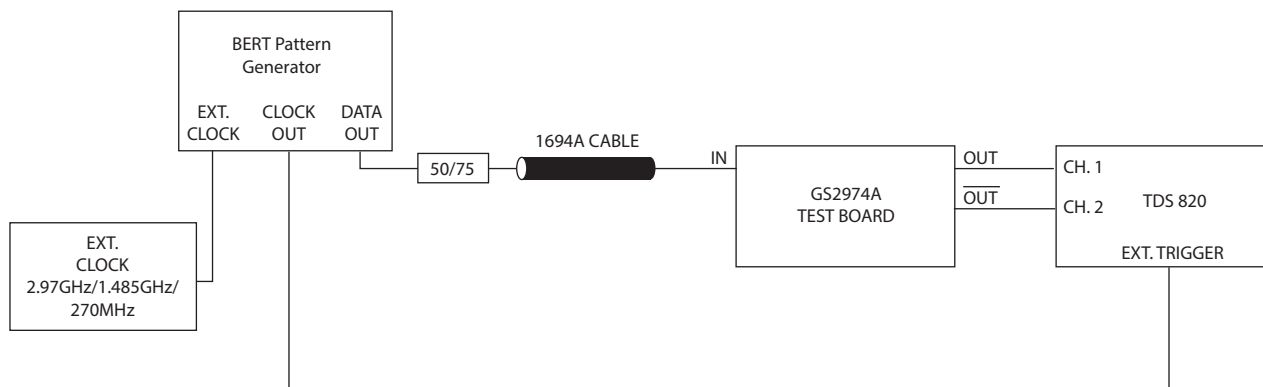 BERT Pattern
Generator
EXT.
CLOCK
CLOCK
OUT
DATA
OUT
50/75
1694A CABLE
IN
GS2974A
TEST BOARD
OUT
OUT
CH. 1
CH. 2
TDS 820
EXT. TRIGGER
EXT.
CLOCK
2.97GHz/1.485GHz/
270MHz